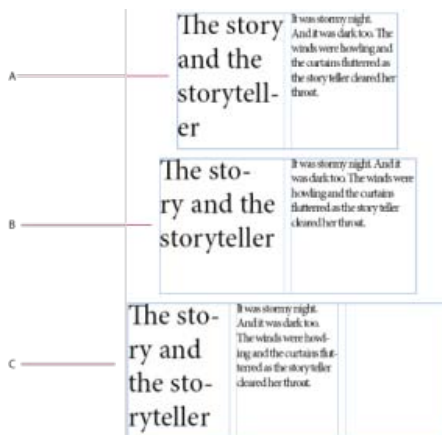 A
The story
and the
storytell-
er
It was stormy night.
And it was dark too. The
winds were howling and
the curtains flutterred as
the story teller cleared her
throat.
B
The sto-
ry and the
storyteller
It was stormy night. And it
was dark too. The winds were
howling and the curtains
flutterred as the story teller
cleared her throat.
C
The sto-
ry and
the sto-
ryteller
It was stormy night.
And it was dark too.
The winds were howl-
ing and the curtains flut-
terred as the story teller
cleared her throat.